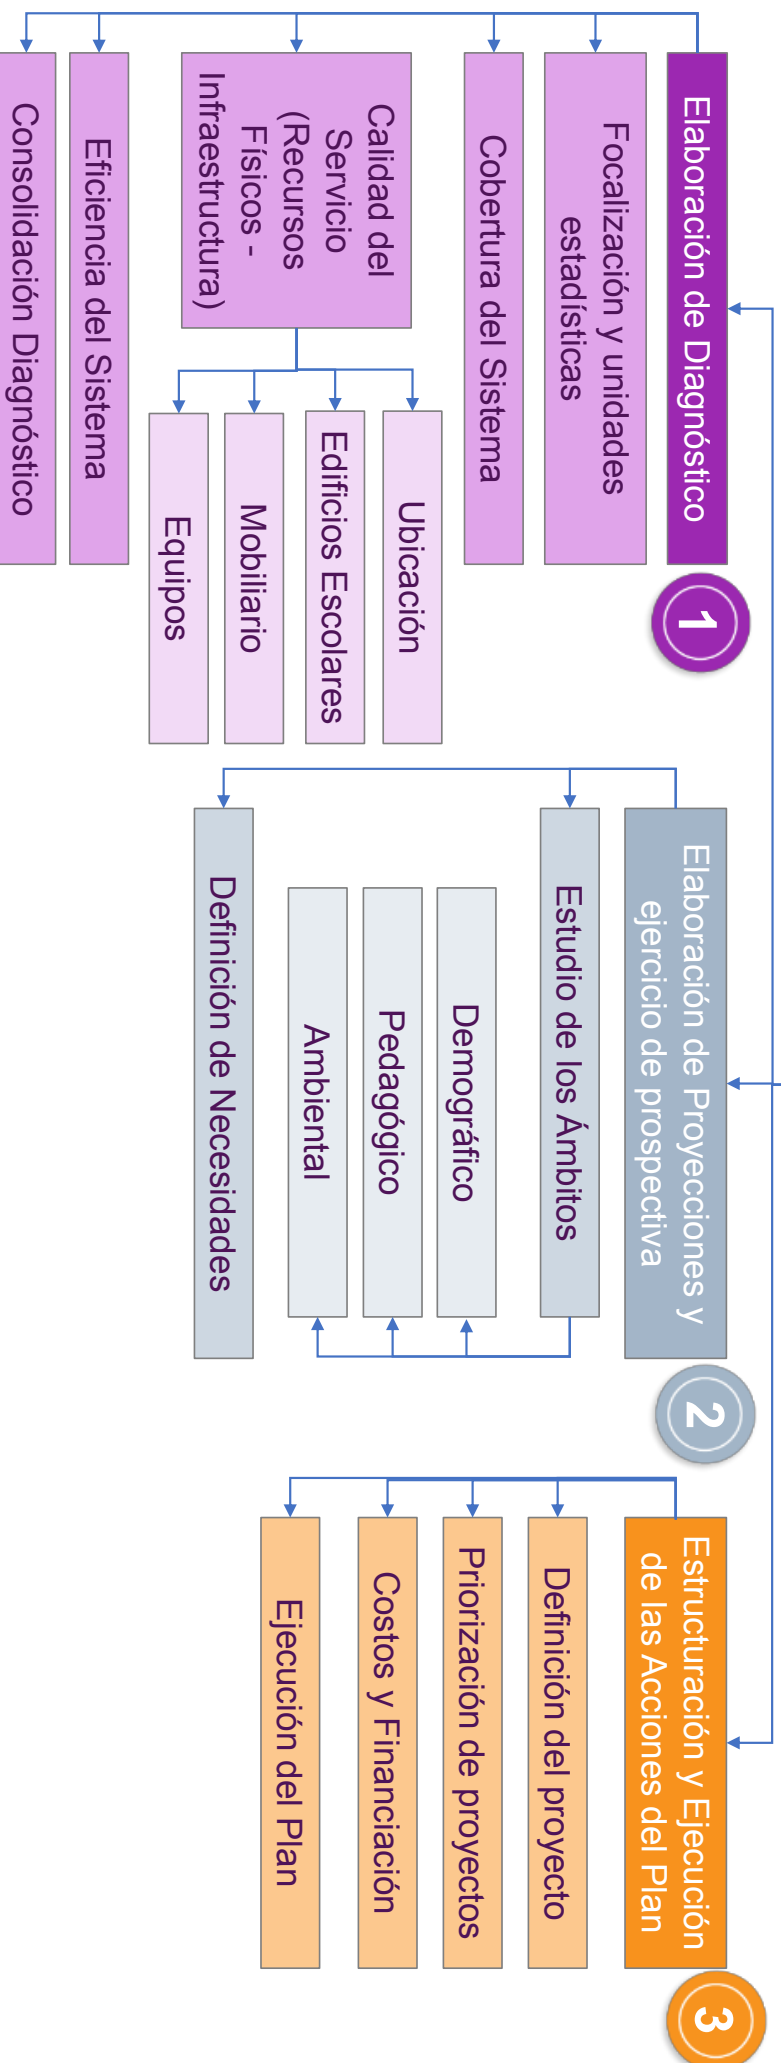 Elaboración de Diagnóstico
1
Focalización y unidades
estadísticas
Cobertura del Sistema
Calidad del
Servicio
(Recursos
Físicos -
Infraestructura)
Ubicación
Edificios Escolares
Mobiliario
Equipos
Eficiencia del Sistema
Consolidación Diagnóstico
Elaboración de Proyecciones y
ejercicio de prospectiva
2
Estudio de los Ámbitos
Demográfico
Pedagógico
Ambiental
Definición de Necesidades
Estructuración y Ejecución
de las Acciones del Plan
3
Definición del proyecto
Priorización de proyectos
Costos y Financiación
Ejecución del Plan